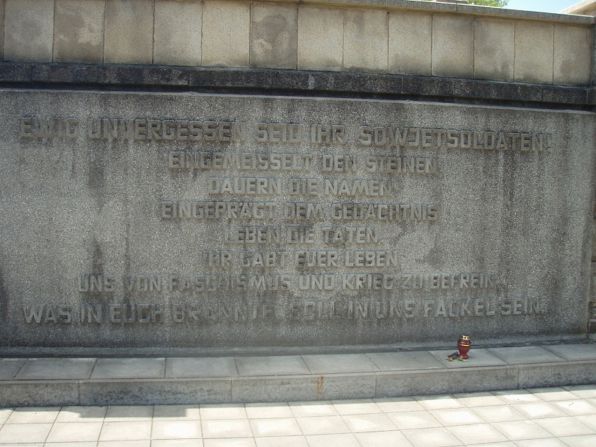 EWIG UNVERGESSEN SEID IHR, SOWJETSOLDATEN!
EINGEMEISSELT DEN STEINEN
DAUERN DIE NAMEN.
EINGEPRÄGT DEM GEDÄCHTNIS
LEBEN DIE TATEN.
IHR GABT EUER LEBEN
UNS VON FASCHISMUS UND KRIEG ZU BEFREIN.
WAS IN EUCH BRANNTE SOLL IN UNS FACKEL SEIN.